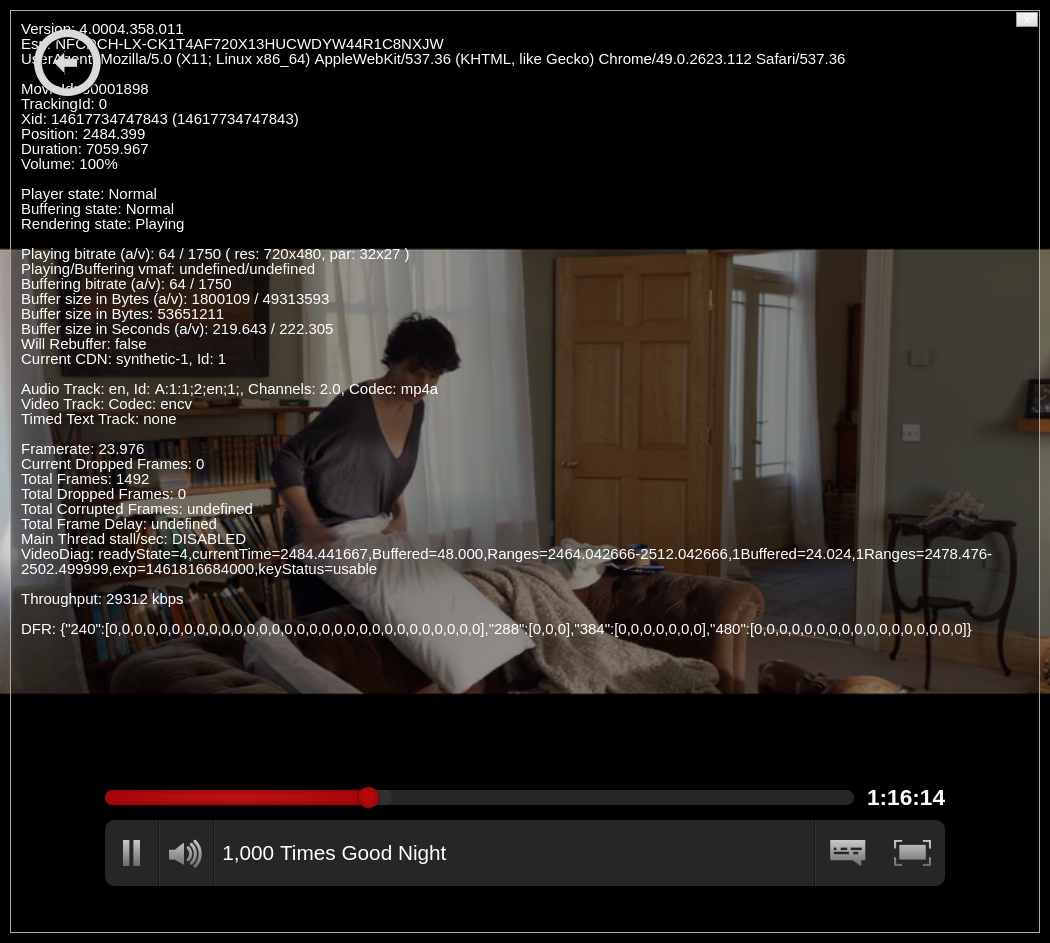 Version: 4.0004.358.011
Esn: NFCDCH-LX-CK1T4AF720X13HUCWDYW44R1C8NXJW
UserAgent: Mozilla/5.0 (X11; Linux x86_64) AppleWebKit/537.36 (KHTML, like Gecko) Chrome/49.0.2623.112 Safari/537.36
MovieId: 80001898
TrackingId: 0
Xid: 14617734747843 (14617734747843)
Position: 2484.399
Duration: 7059.967
Volume: 100%
Player state: Normal
Buffering state: Normal
Rendering state: Playing
Playing bitrate (a/v): 64 / 1750 ( res: 720x480, par: 32x27 )
Playing/Buffering vmaf: undefined/undefined
Buffering bitrate (a/v): 64 / 1750
Buffer size in Bytes (a/v): 1800109 / 49313593
Buffer size in Bytes: 53651211
Buffer size in Seconds (a/v): 219.643 / 222.305
Will Rebuffer: false
Current CDN: synthetic-1, Id: 1
Audio Track: en, Id: A:1:1;2;en;1;, Channels: 2.0, Codec: mp4a
Video Track: Codec: encv
Timed Text Track: none
Framerate: 23.976
Current Dropped Frames: 0
Total Frames: 1492
Total Dropped Frames: 0
Total Corrupted Frames: undefined
Total Frame Delay: undefined
Main Thread stall/sec: DISABLED
VideoDiag: readyState=4,currentTime=2484.441667,Buffered=48.000,Ranges=2464.042666-2512.042666,1Buffered=24.024,1Ranges=2478.476-
2502.499999,exp=1461816684000,keyStatus=usable
Throughput: 29312 kbps
DFR: {"240":[0,0,0,0,0,0,0,0,0,0,0,0,0,0,0,0,0,0,0,0,0,0,0,0,0,0,0,0,0,0],"288":[0,0,0],"384":[0,0,0,0,0,0,0],"480":[0,0,0,0,0,0,0,0,0,0,0,0,0,0,0,0,0]}
1:16:14
1,000 Times Good Night